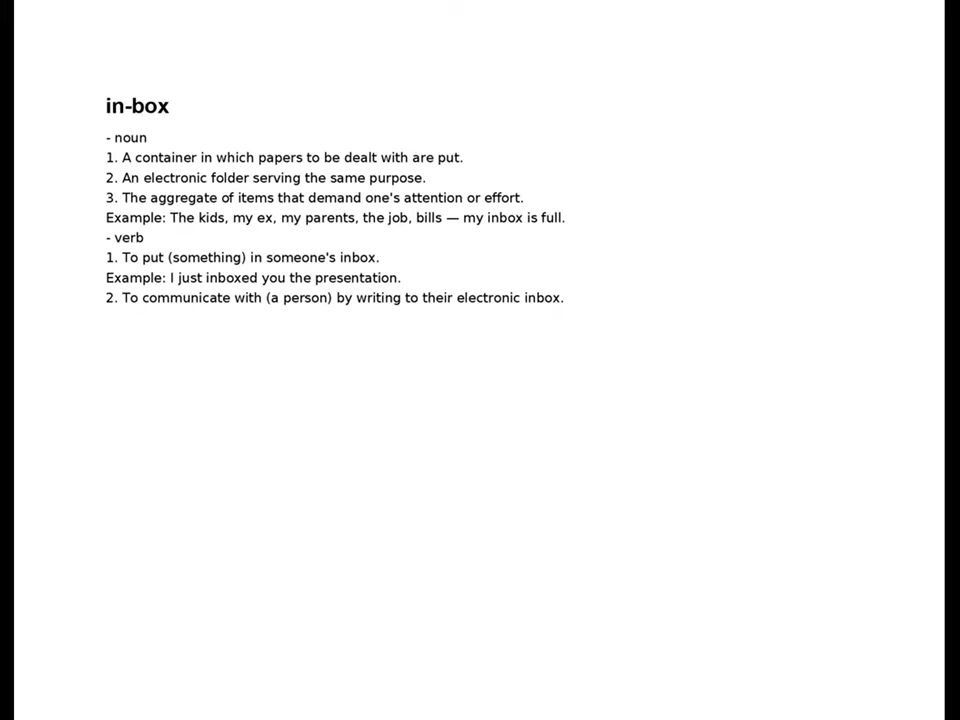 in-box
- noun
1. A container in which papers to be dealt with are put.
2. An electronic folder serving the same purpose.
3. The aggregate of items that demand one's attention or effort.
Example: The kids, my ex, my parents, the job, bills — my inbox is full.
- verb
1. To put (something) in someone's inbox.
Example: I just inboxed you the presentation.
2. To communicate with (a person) by writing to their electronic inbox.